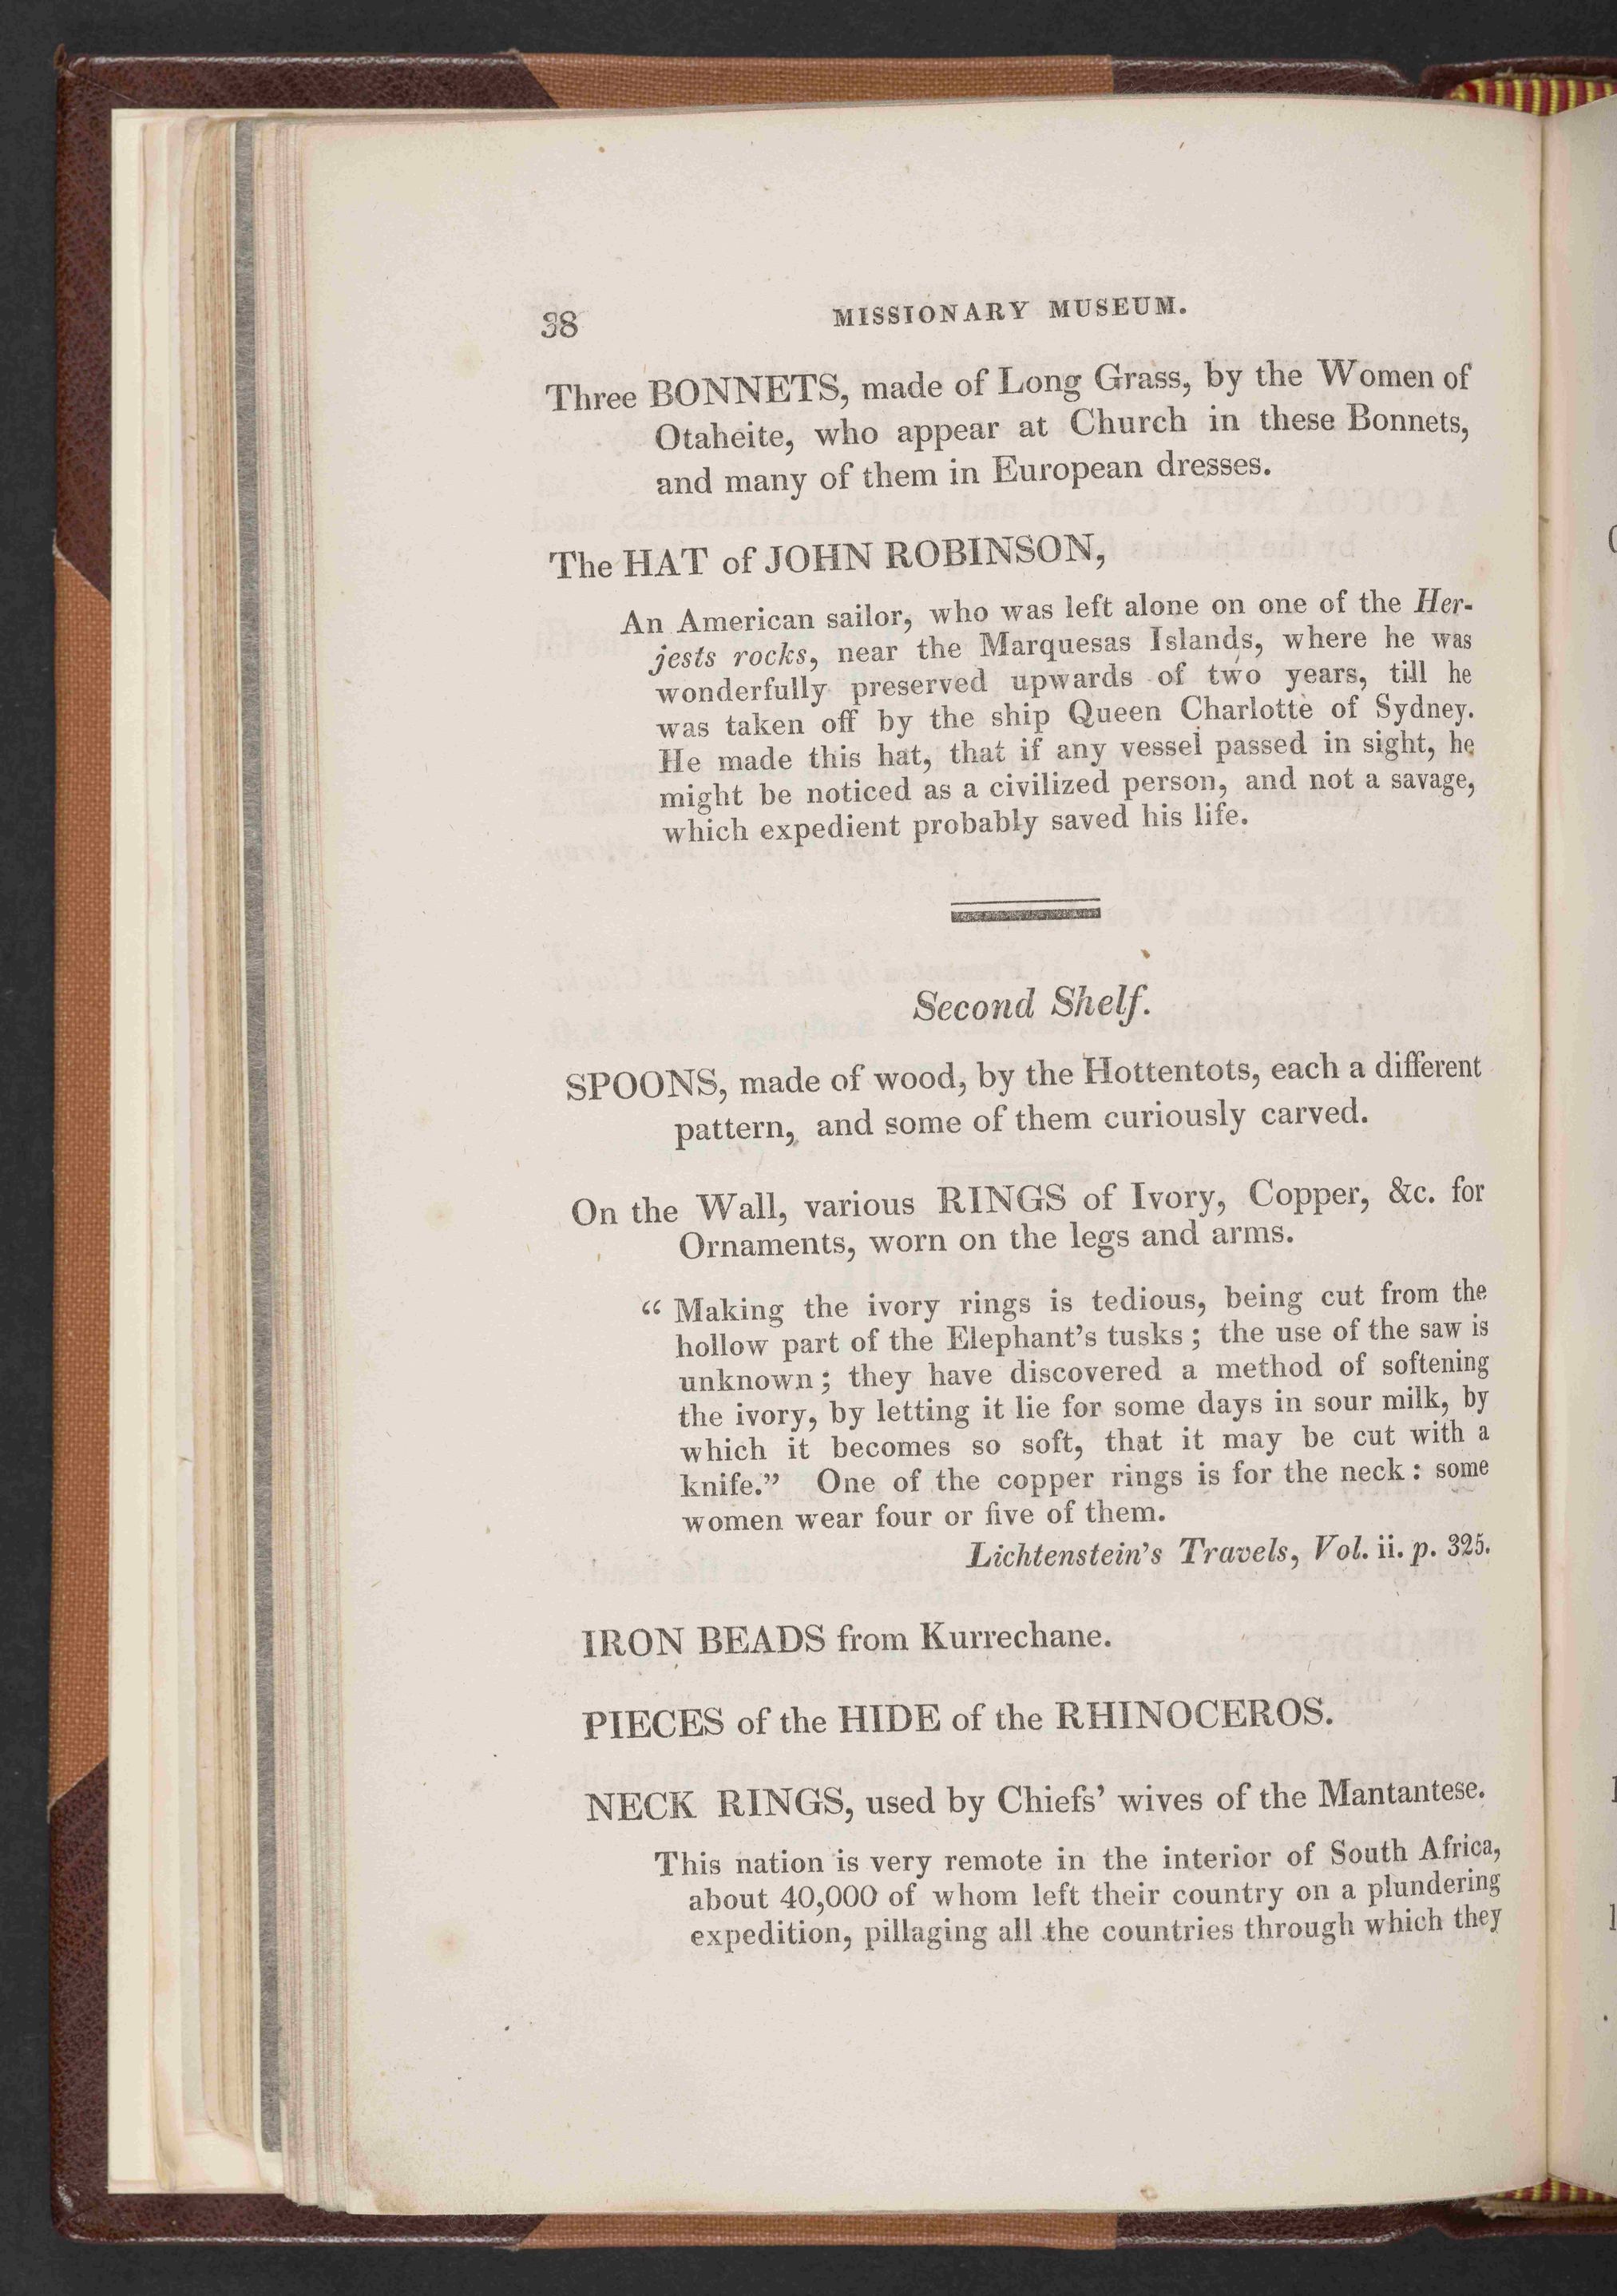 38
MISSIONARY MUSEUM.
Three BONNETS, made of Long Grass, by the Women of
Otaheite, who appear at Church in these Bonnets,
and many of them in European dresses.
The HAT of JOHN ROBINSON,
An American sailor, who was left alone on one of the Her-
jests rocks, near the Marquesas Islands, where he was
wonderfully preserved upwards of two years, till he
was taken off by the ship Queen Charlotte of Sydney.
He made this hat, that if any vessel passed in sight, he
might be noticed as a civilized person, and not a savage,
which expedient probably saved his life.
Second Shelf.
SPOONS, made of wood, by the Hottentots, each a different
pattern, and some of them curiously carved.
On the Wall, various RINGS of Ivory, Copper, &c. for
Ornaments, worn on the legs and arms.
“ Making the ivory rings is tedious, being cut from the
hollow part of the Elephant’s tusks ; the use of the saw is
unknown ; they have discovered a method of softening
the ivory, by letting it lie for some days in sour milk, by
which it becomes so soft, that it may be cut with a
knife.” One of the copper rings is for the neck : some
women wear four or five of them.
Lichtenstein’s Travels, Vol. ii. p. 325.
IRON BEADS from Kurrechane.
PIECES of the HIDE of the RHINOCEROS.
NECK RINGS, used by Chiefs’ wives of the Mantantese.
This nation is very remote in the interior of South Africa,
about 40,000 of whom left their country on a plundering
expedition, pillaging all the countries through which they